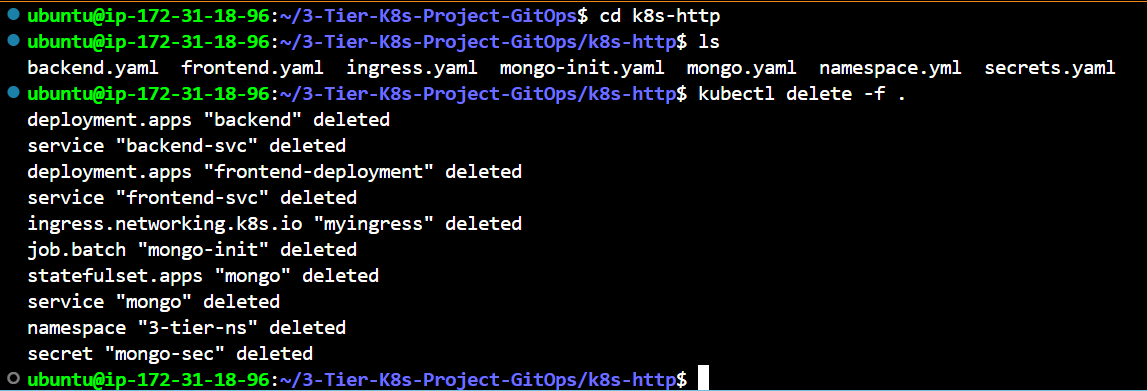 ubuntu@ip-172-31-18-96:~/3-Tier-K8s-Project-GitOps$ cd k8s-http
ubuntu@ip-172-31-18-96:~/3-Tier-K8s-Project-GitOps/k8s-http$ ls
backend.yaml  frontend.yaml  ingress.yaml  mongo-init.yaml  mongo.yaml  namespace.yml  secrets.yaml
ubuntu@ip-172-31-18-96:~/3-Tier-K8s-Project-GitOps/k8s-http$ kubectl delete -f .
deployment.apps "backend" deleted
service "backend-svc" deleted
deployment.apps "frontend-deployment" deleted
service "frontend-svc" deleted
ingress.networking.k8s.io "myingress" deleted
job.batch "mongo-init" deleted
statefulset.apps "mongo" deleted
service "mongo" deleted
namespace "3-tier-ns" deleted
secret "mongo-sec" deleted
ubuntu@ip-172-31-18-96:~/3-Tier-K8s-Project-GitOps/k8s-http$